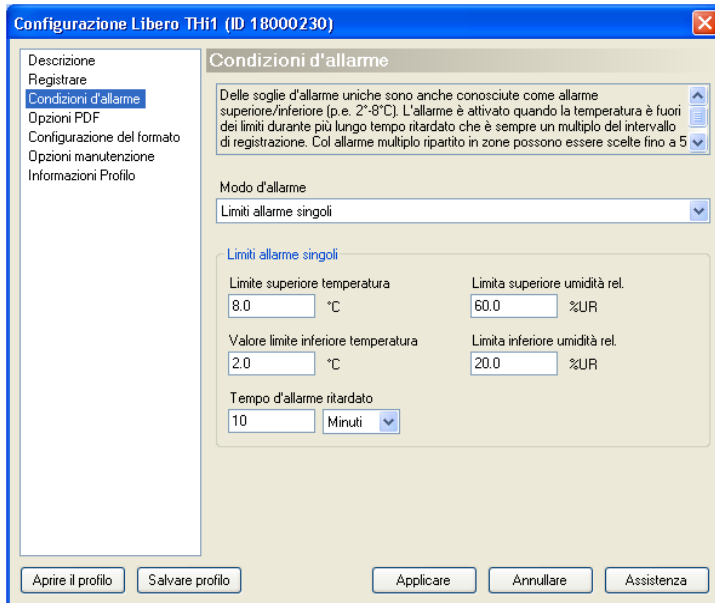 Configurazione Libero THi1 (ID 18000230)
Descrizione
Registrare
Condizioni d'allarme
Opzioni PDF
Configurazione del formato
Opzioni manutenzione
Informazioni Profilo
Condizioni d'allarme
Delle soglie d'allarme uniche sono anche conosciute come allarme
superiore/inferiore (p.e. 2°-8°C). L'allarme è attivato quando la temperatura è fuori
dei limiti durante più lungo tempo ritardato che è sempre un multiplo del intervallo
di registrazione. Col allarme multiplo ripartito in zone possono essere scelte fino a 5
Modo d'allarme
Limiti allarme singoli
Limiti allarme singoli
Limite superiore temperatura
Limita superiore umidità rel.
8.0 °C
60.0 %UR
Valore limite inferiore temperatura
Limita inferiore umidità rel.
2.0 °C
20.0 %UR
Tempo d'allarme ritardato
10 Minuti
Aprire il profilo
Salvare profilo
Applicare
Annullare
Assistenza